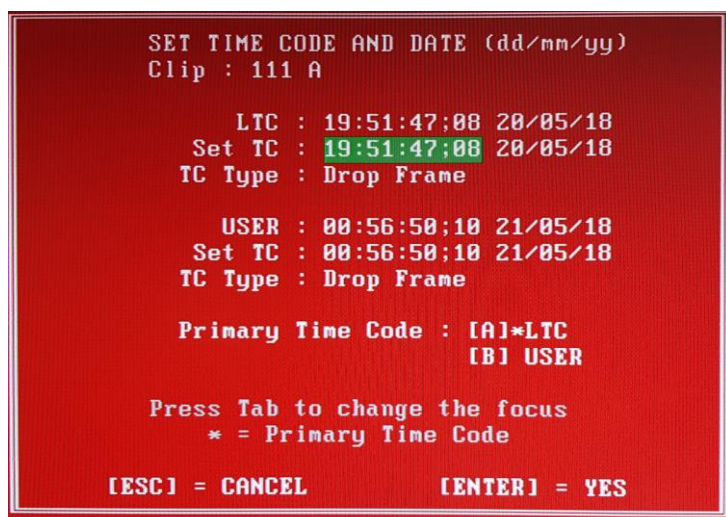 SET TIME CODE AND DATE (dd/mm/yy)
Clip : 111 A
LTC : 19:51:47;08 20/05/18
Set TC : 19:51:47;08 20/05/18
TC Type : Drop Frame
USER : 00:56:50;10 21/05/18
Set TC : 00:56:50;10 21/05/18
TC Type : Drop Frame
Primary Time Code : [A]*LTC
[B] USER
Press Tab to change the focus
* = Primary Time Code
[ESC] = CANCEL [ENTER] = YES